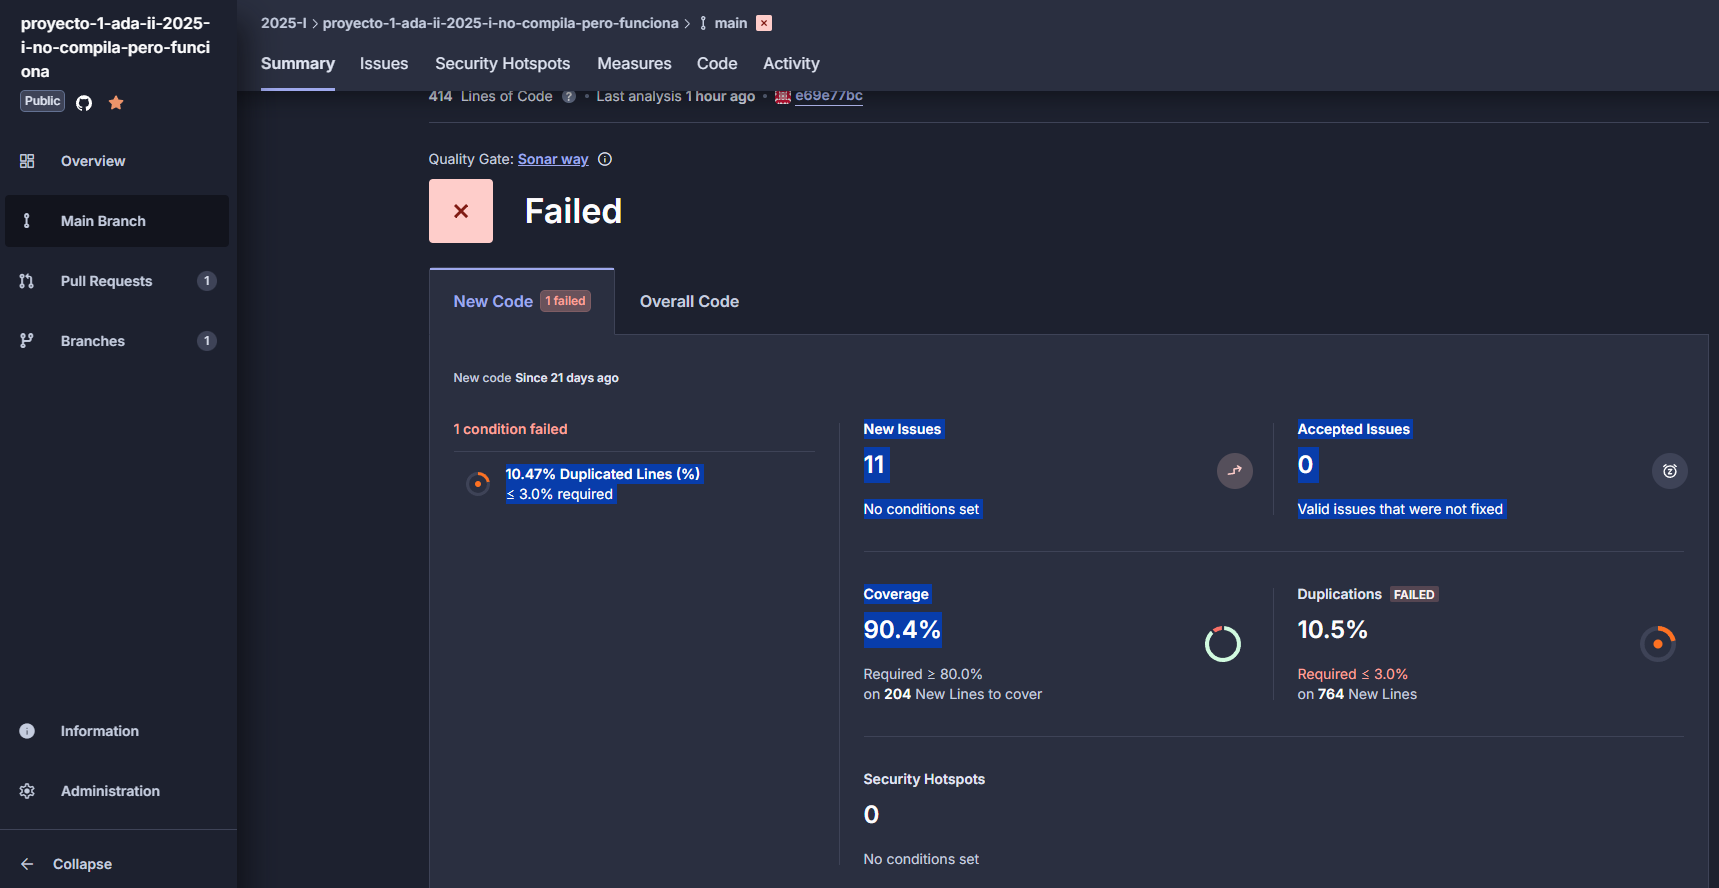 proyecto-1-ada-ii-2025-
i-no-compila-pero-funci
ona
Public
Overview
Main Branch
Pull Requests 1
Branches 1
Information
Administration
Collapse
2025-I > proyecto-1-ada-ii-2025-i-no-compila-pero-funciona > main
Summary Issues Security Hotspots Measures Code Activity
414 Lines of Code ? • Last analysis 1 hour ago • e69e77bc
Quality Gate: Sonar way
Failed
New Code 1 failed Overall Code
New code Since 21 days ago
1 condition failed
10.47% Duplicated Lines (%)
≤ 3.0% required
New Issues
11
No conditions set
Accepted Issues
0
Valid issues that were not fixed
Coverage
90.4%
Required ≥ 80.0%
on 204 New Lines to cover
Duplications FAILED
10.5%
Required ≤ 3.0%
on 764 New Lines
Security Hotspots
0
No conditions set